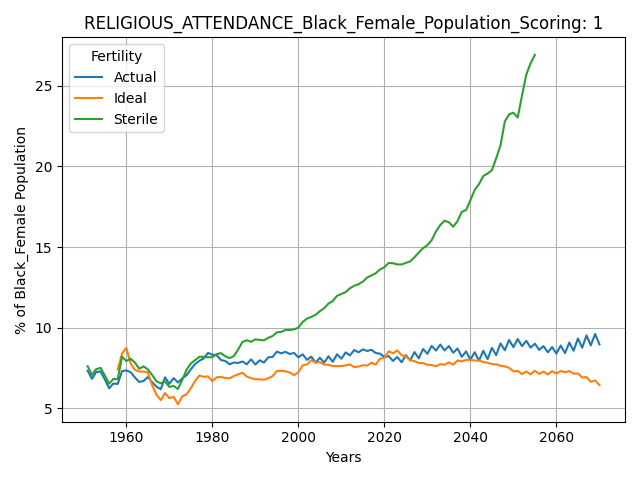 RELIGIOUS_ATTENDANCE_Black_Female_Population_Scoring: 1
Fertility
Actual
Ideal
Sterile
% of Black_Female Population
25
20
15
10
5
1960
1980
2000
2020
2040
2060
Years